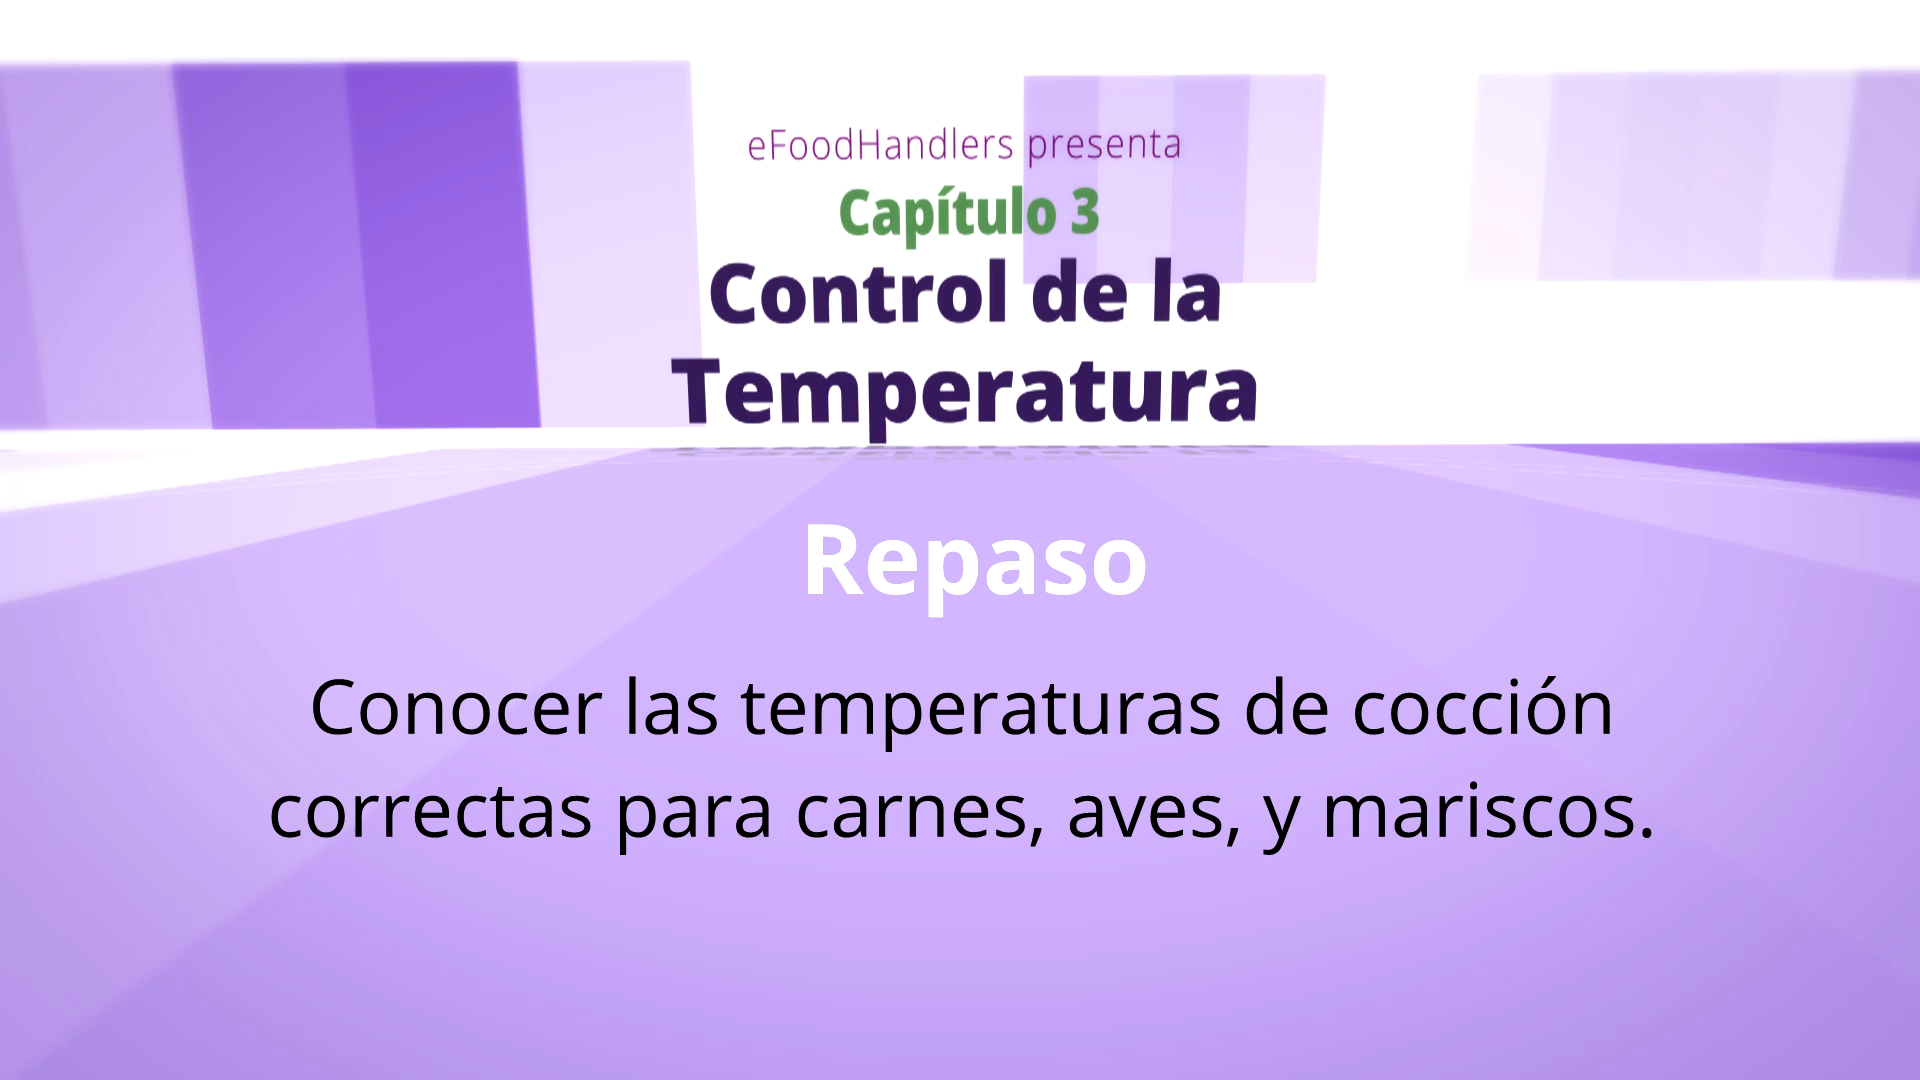 eFoodHandlers presenta
Capítulo 3
Control de la
Temperatura
Repaso
Conocer las temperaturas de cocción
correctas para carnes, aves, y mariscos.